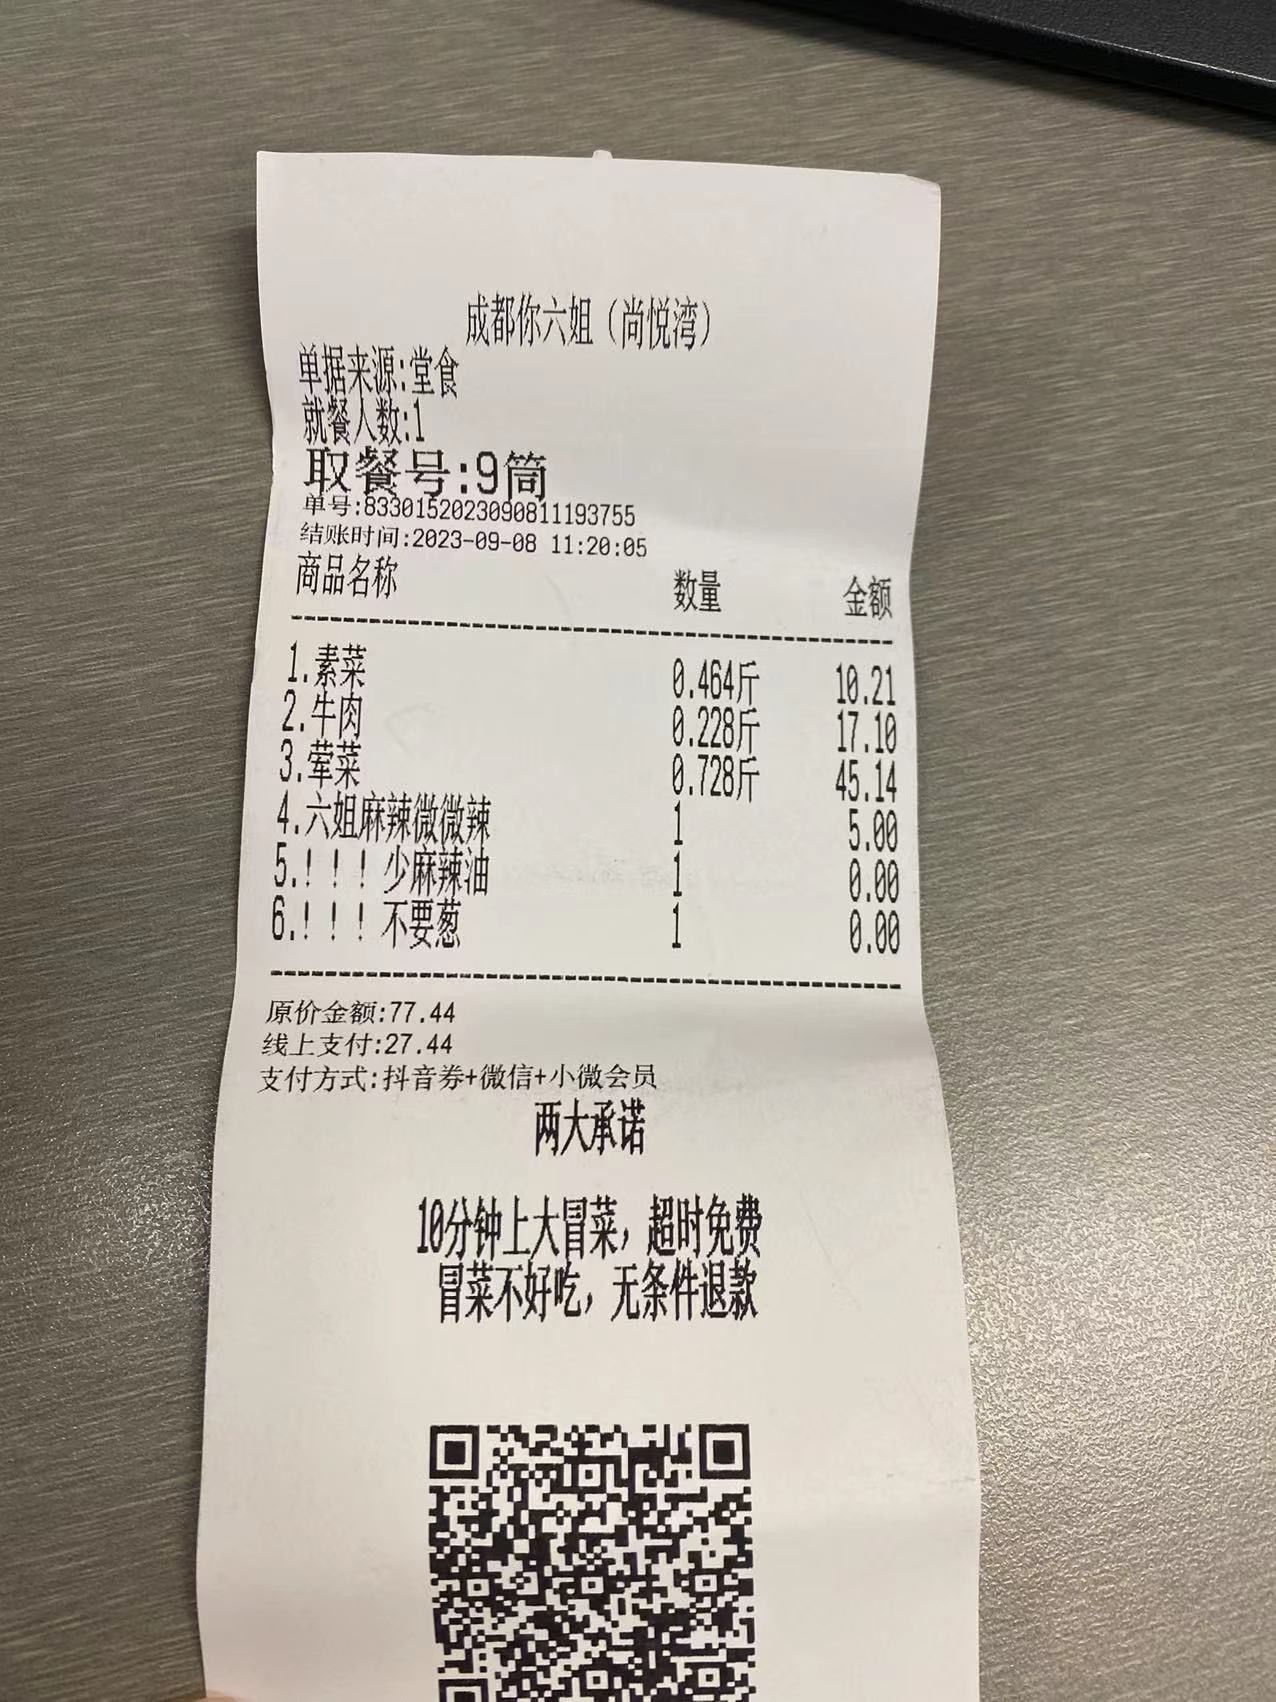 成都你六姐（尚悦湾）
单据来源:堂食
就餐人数:1
取餐号:9筒
单号:8330152023090811193755
结账时间:2023-09-08 11:20:05
商品名称 数量 金额
1.素菜 0.464斤 10.21
2.牛肉 0.228斤 17.10
3.荤菜 0.728斤 45.14
4.六姐麻辣微微辣 1 5.00
5.！！！少麻辣油 1 0.00
6.！！！不要葱 1 0.00
原价金额:77.44
线上支付:27.44
支付方式:抖音券+微信+小微会员
两大承诺
10分钟上大冒菜，超时免费
冒菜不好吃，无条件退款